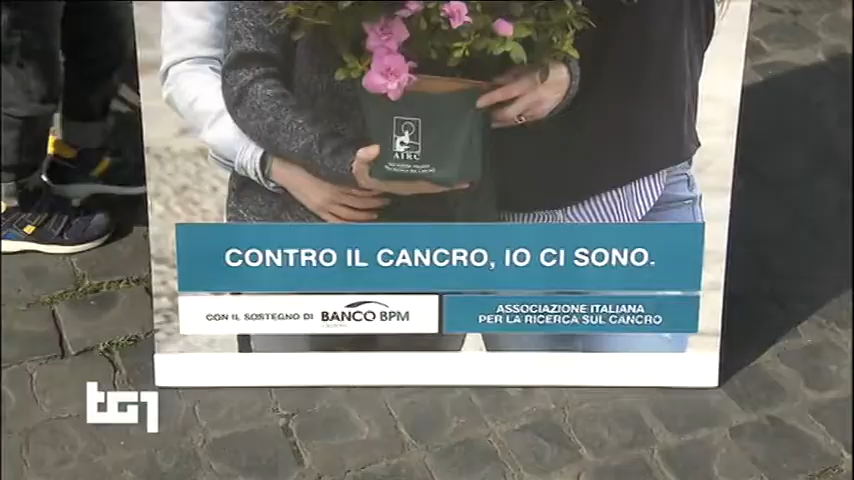 AIRC
CONTRO IL CANCRO, IO CI SONO.
CON IL SOSTEGNO DI BANCO BPM
ASSOCIAZIONE ITALIANA
PER LA RICERCA SUL CANCRO
tg1